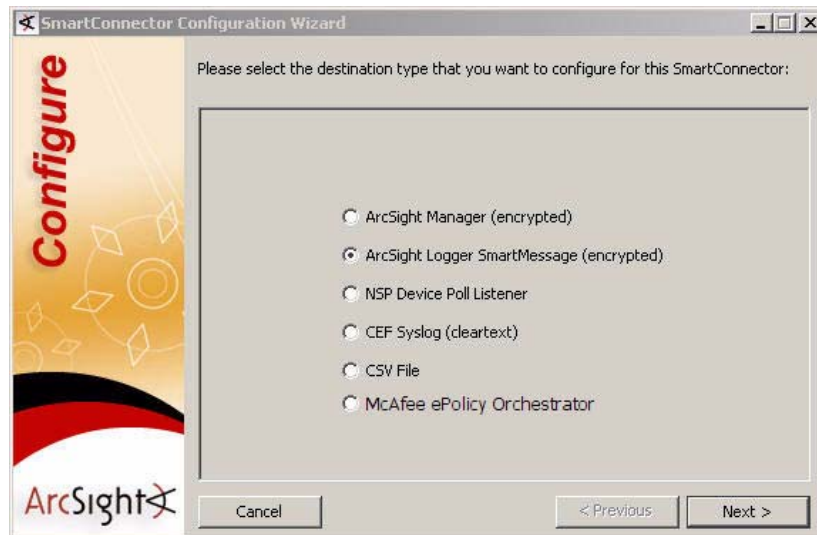 SmartConnector Configuration Wizard
Configure
Please select the destination type that you want to configure for this SmartConnector:
ArcSight Manager (encrypted)
ArcSight Logger SmartMessage (encrypted)
NSP Device Poll Listener
CEF Syslog (cleartext)
CSV File
McAfee ePolicy Orchestrator
ArcSight
Cancel
< Previous
Next >